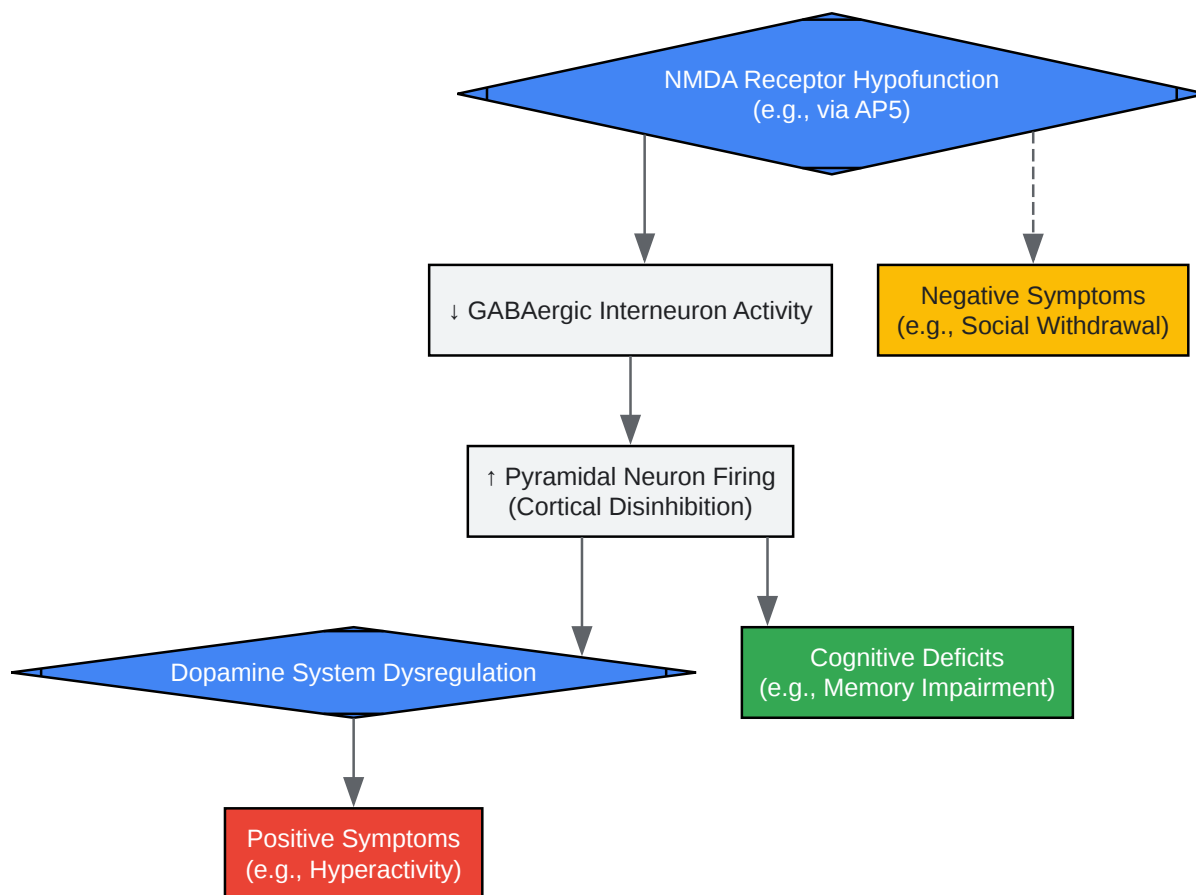 NMDA Receptor Hypofunction
(e.g., via AP5)
↓ GABAergic Interneuron Activity
Negative Symptoms
(e.g., Social Withdrawal)
↑ Pyramidal Neuron Firing
(Cortical Disinhibition)
Dopamine System Dysregulation
Cognitive Deficits
(e.g., Memory Impairment)
Positive Symptoms
(e.g., Hyperactivity)